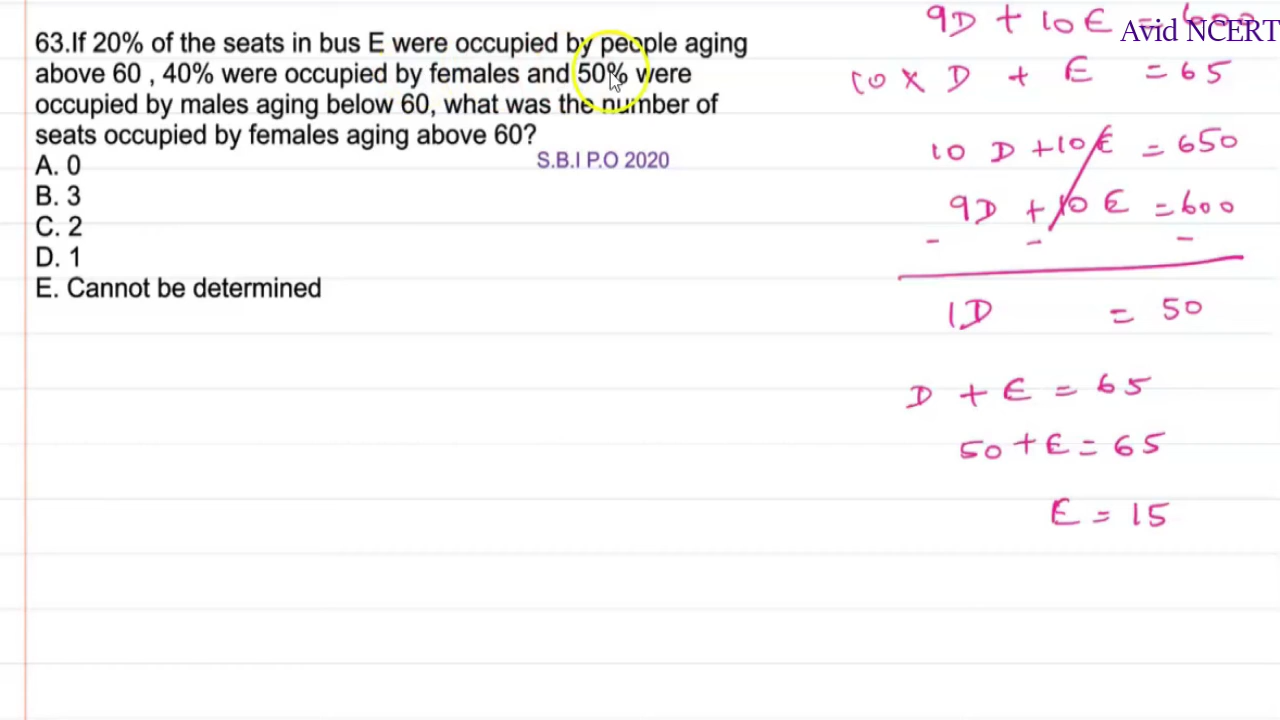 63.If 20% of the seats in bus E were occupied by people aging
above 60 , 40% were occupied by females and 50% were
occupied by males aging below 60, what was the number of
seats occupied by females aging above 60?
S.B.I P.O 2020
A. 0
B. 3
C. 2
D. 1
E. Cannot be determined
9D + 10E = 600
Avid NCERT
10 x D + E = 65
10 D + 10 E = 650
9D + 10 E = 600
- - -
1D = 50
D + E = 65
50 + E = 65
E = 15